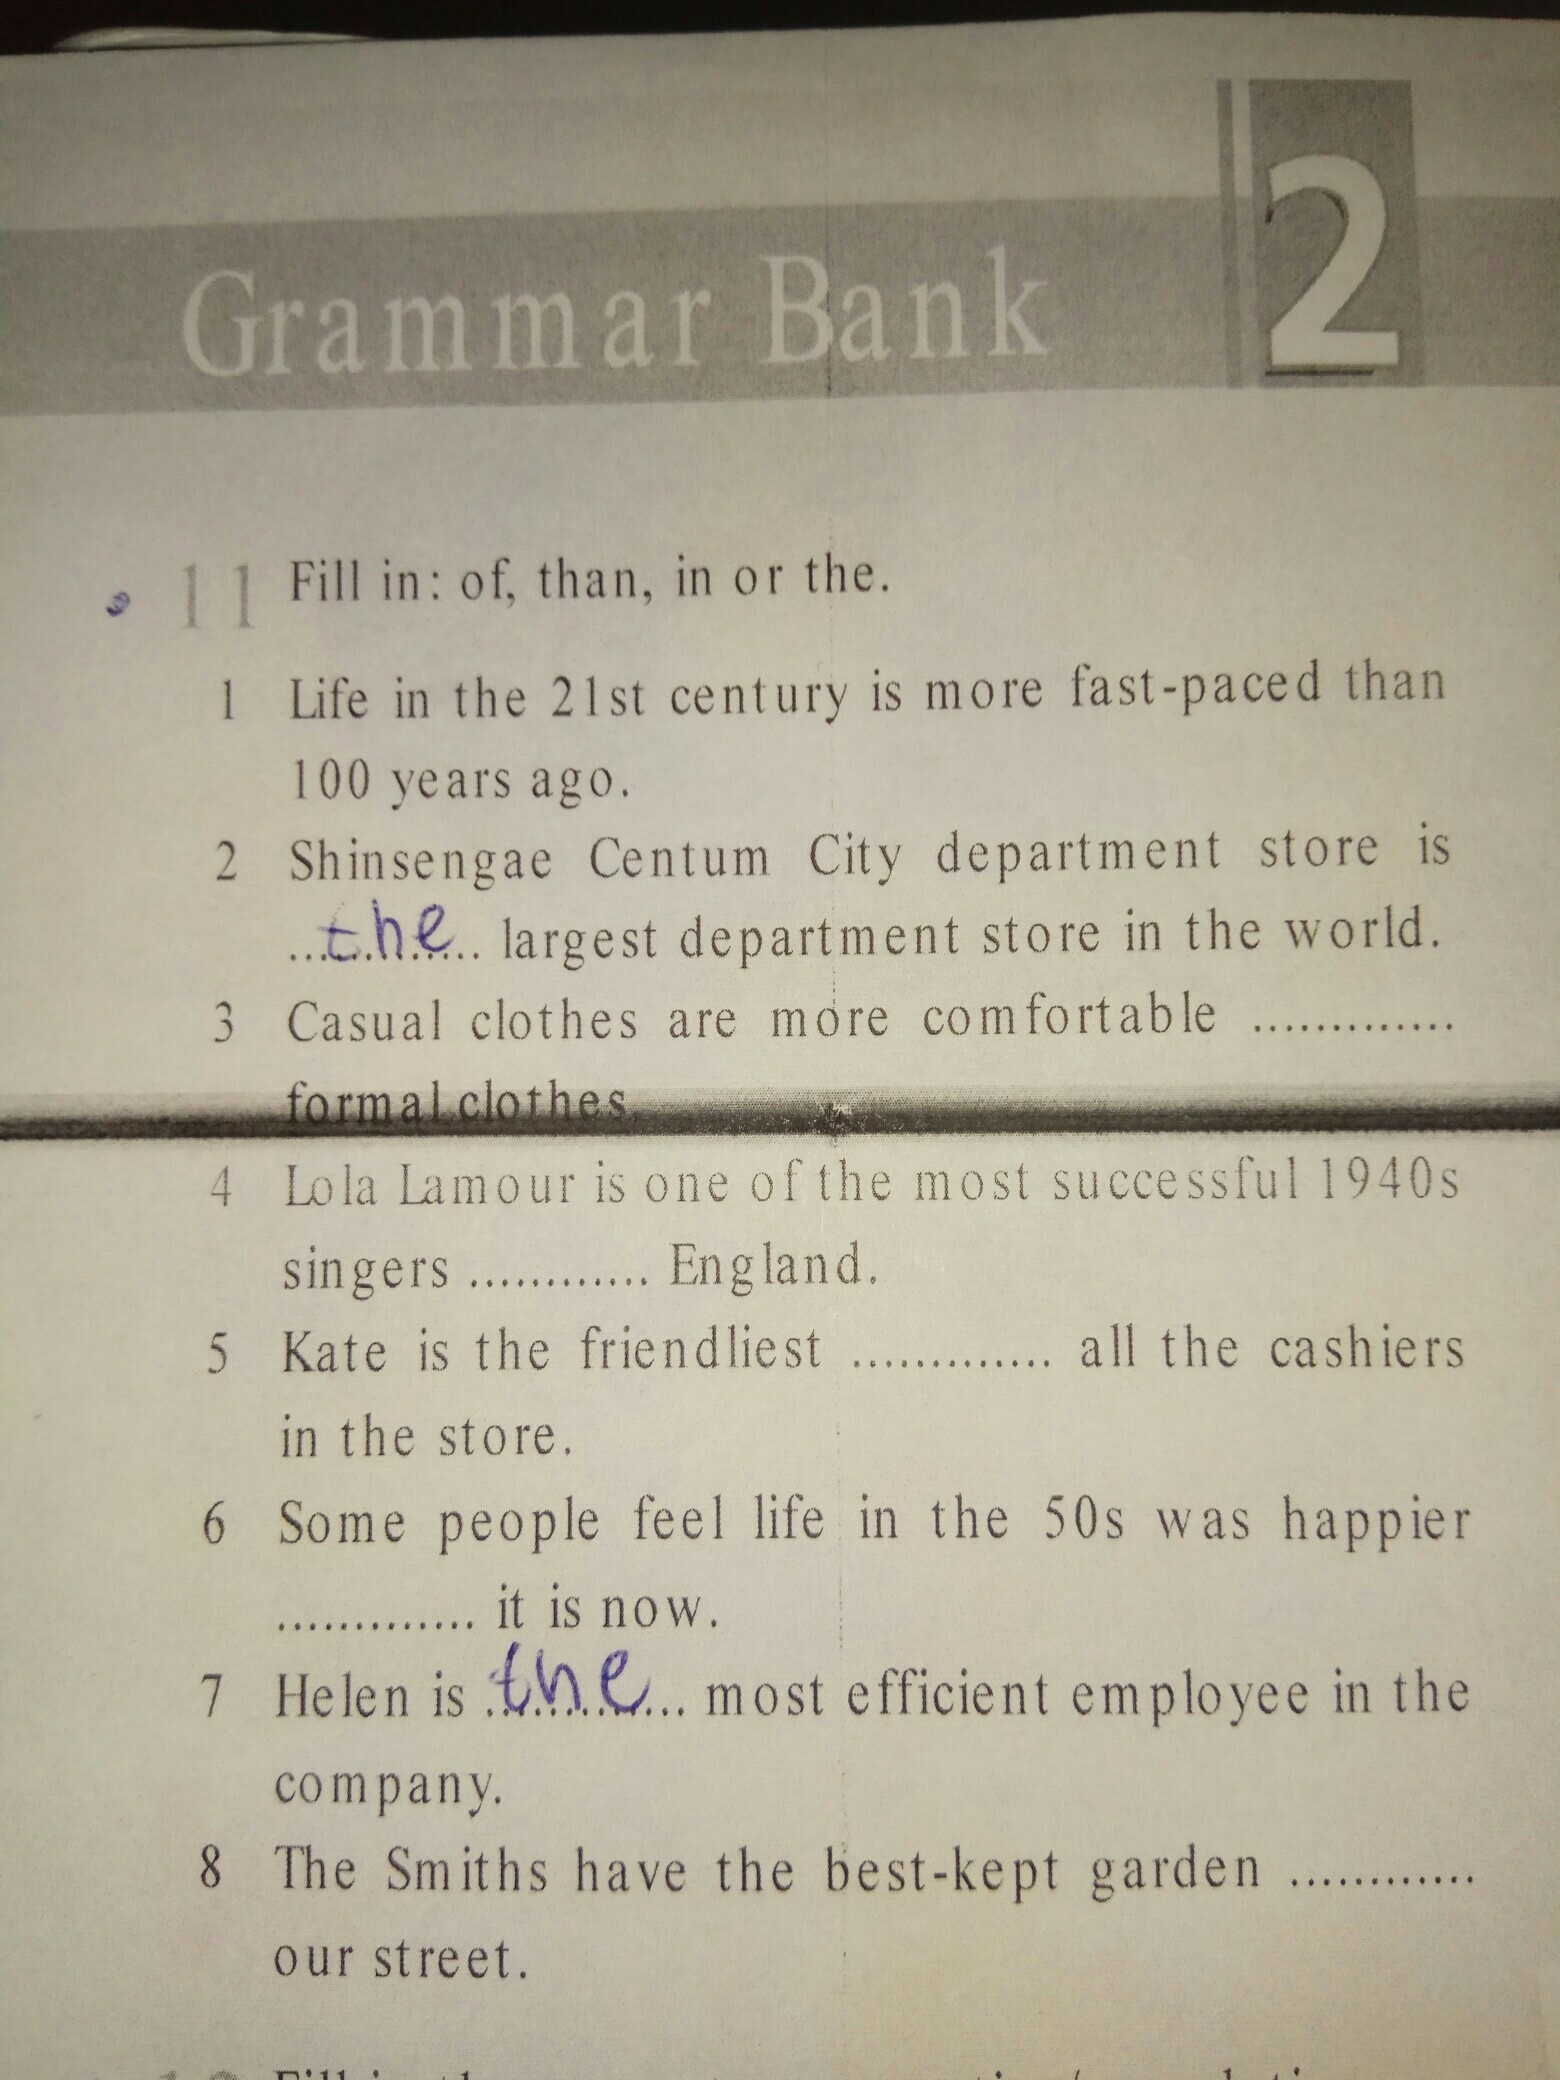 Grammar Bank 2
11 Fill in: of, than, in or the.
1 Life in the 21st century is more fast-paced than
100 years ago.
2 Shinsengae Centum City department store is
the largest department store in the world.
3 Casual clothes are more comfortable .............
formal clothes.
4 Lola Lamour is one of the most successful 1940s
singers ............ England.
5 Kate is the friendliest ............. all the cashiers
in the store.
6 Some people feel life in the 50s was happier
............. it is now.
7 Helen is the most efficient employee in the
company.
8 The Smiths have the best-kept garden ............
our street.